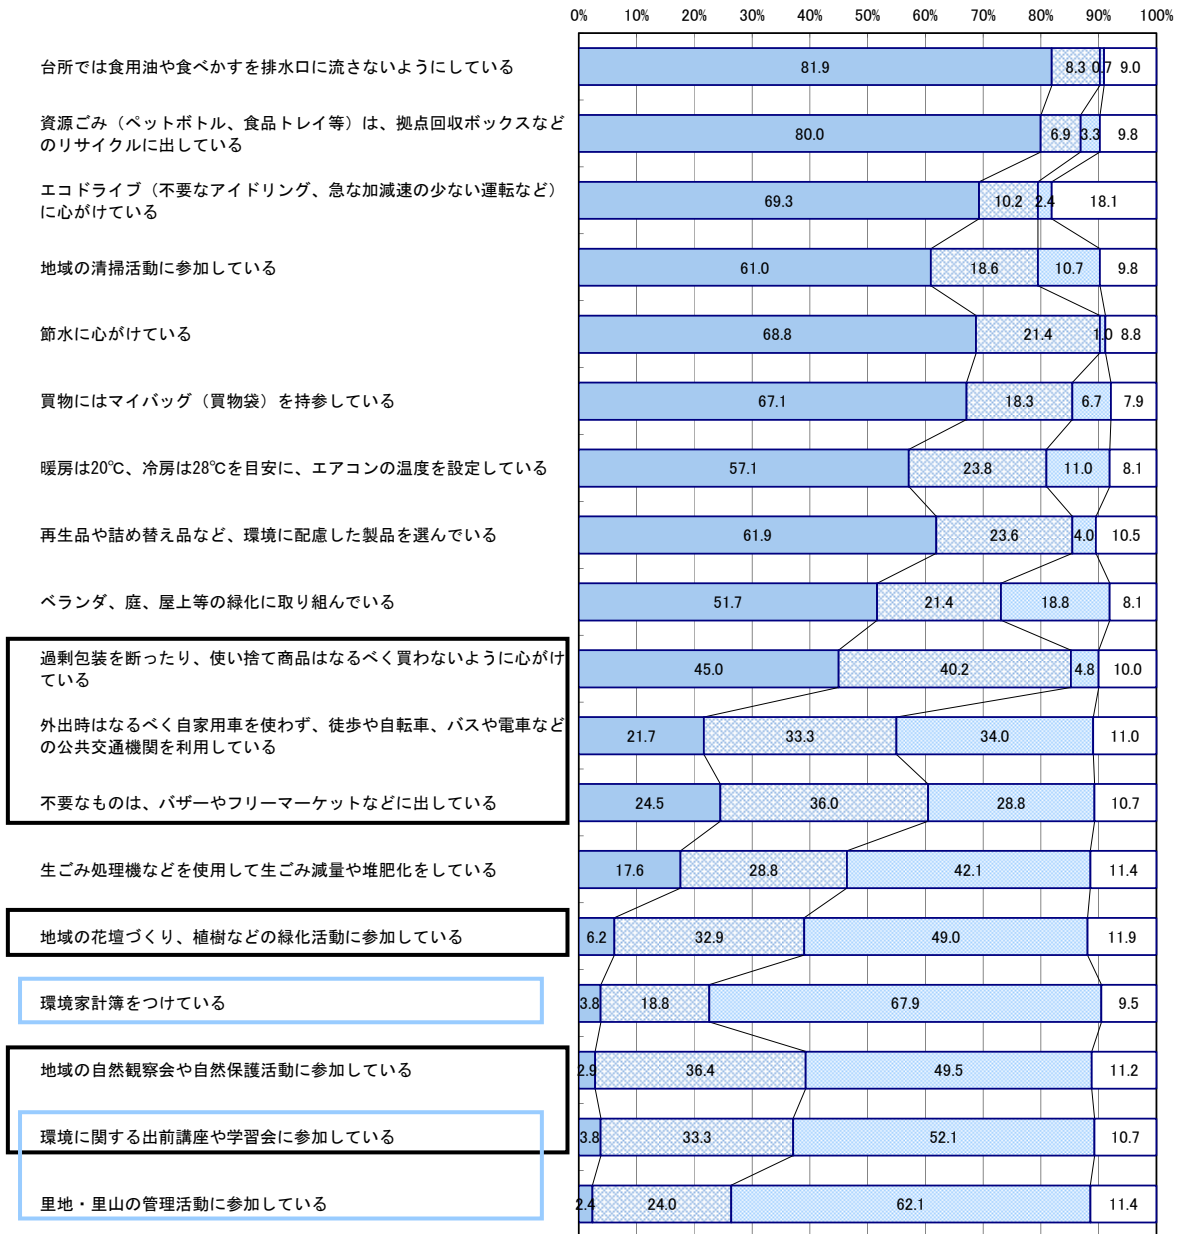 0% 10% 20% 30% 40% 50% 60% 70% 80% 90% 100%
台所では食用油や食べかすを排水口に流さないようにしている
81.9 8.3 0.7 9.0
資源ごみ（ペットボトル、食品トレイ等）は、拠点回収ボックスなど
のリサイクルに出している
80.0 6.9 3.3 9.8
エコドライブ（不要なアイドリング、急な加減速の少ない運転など）
に心がけている
69.3 10.2 2.4 18.1
地域の清掃活動に参加している
61.0 18.6 10.7 9.8
節水に心がけている
68.8 21.4 1.0 8.8
買物にはマイバッグ（買物袋）を持参している
67.1 18.3 6.7 7.9
暖房は20℃、冷房は28℃を目安に、エアコンの温度を設定している
57.1 23.8 11.0 8.1
再生品や詰め替え品など、環境に配慮した製品を選んでいる
61.9 23.6 4.0 10.5
ベランダ、庭、屋上等の緑化に取り組んでいる
51.7 21.4 18.8 8.1
過剰包装を断ったり、使い捨て商品はなるべく買わないように心がけ
ている
45.0 40.2 4.8 10.0
外出時はなるべく自家用車を使わず、徒歩や自転車、バスや電車など
の公共交通機関を利用している
21.7 33.3 34.0 11.0
不要なものは、バザーやフリーマーケットなどに出している
24.5 36.0 28.8 10.7
生ごみ処理機などを使用して生ごみ減量や堆肥化をしている
17.6 28.8 42.1 11.4
地域の花壇づくり、植樹などの緑化活動に参加している
6.2 32.9 49.0 11.9
環境家計簿をつけている
3.8 18.8 67.9 9.5
地域の自然観察会や自然保護活動に参加している
2.9 36.4 49.5 11.2
環境に関する出前講座や学習会に参加している
3.8 33.3 52.1 10.7
里地・里山の管理活動に参加している
2.4 24.0 62.1 11.4